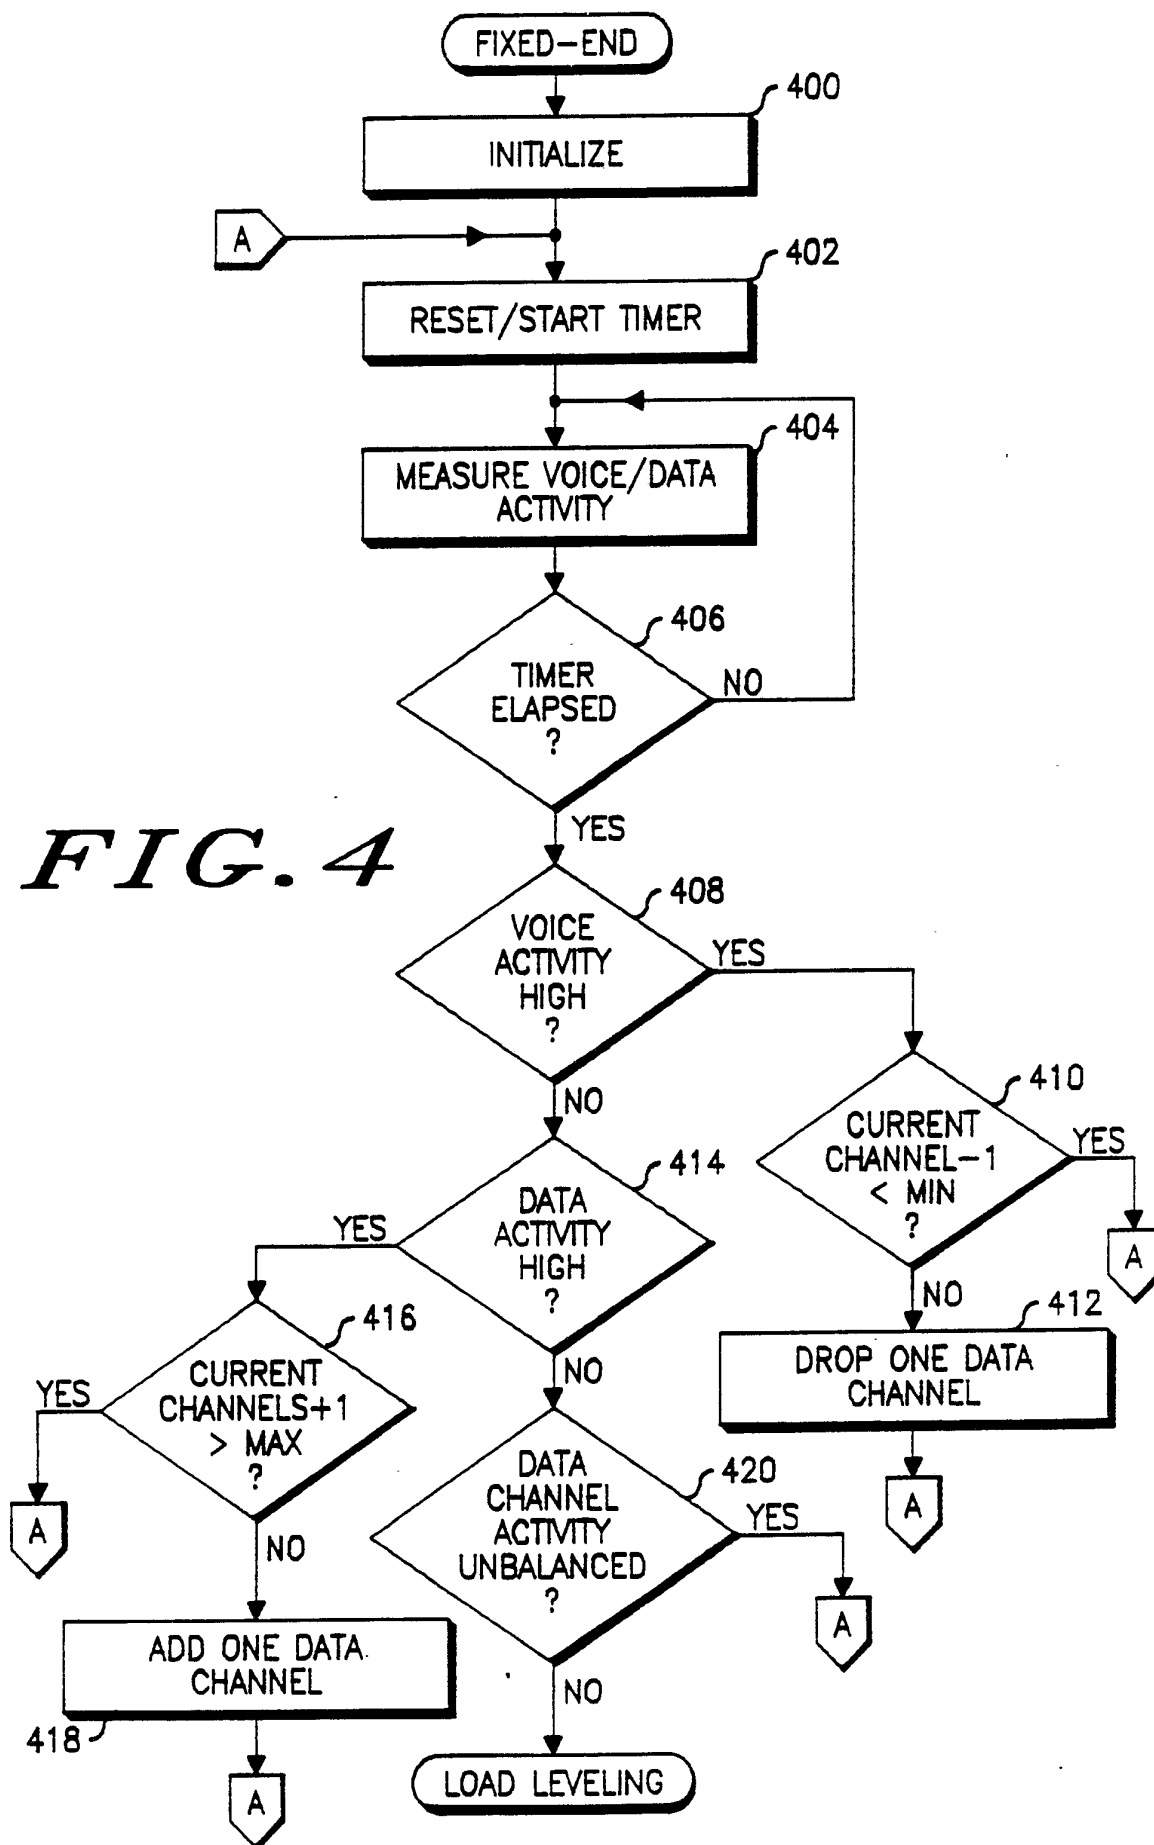 FIXED-END
400
INITIALIZE
A
402
RESET/START TIMER
404
MEASURE VOICE/DATA
ACTIVITY
406
TIMER
ELAPSED
?
NO
YES
FIG. 4
408
VOICE
ACTIVITY
HIGH
?
YES
NO
410
CURRENT
CHANNEL-1
< MIN
?
YES
A
NO
412
DROP ONE DATA
CHANNEL
A
414
DATA
ACTIVITY
HIGH
?
YES
NO
416
CURRENT
CHANNELS+1
> MAX
?
YES
A
NO
ADD ONE DATA
CHANNEL
418
A
420
DATA
CHANNEL
ACTIVITY
UNBALANCED
?
YES
A
NO
LOAD LEVELING